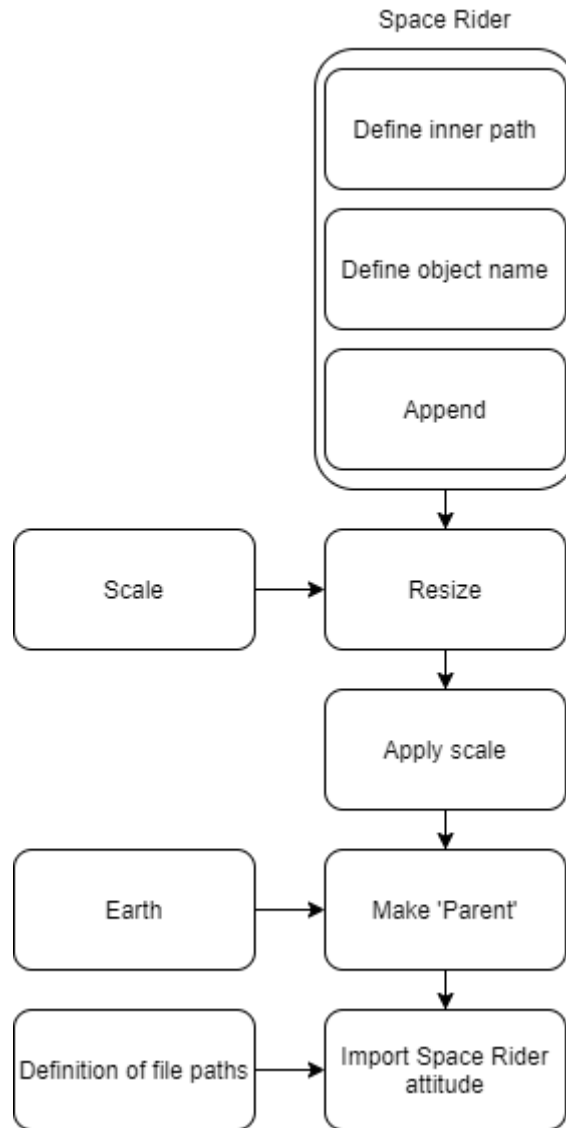 Space Rider
Define inner path
Define object name
Append
Scale
Resize
Apply scale
Earth
Make 'Parent'
Definition of file paths
Import Space Rider
attitude